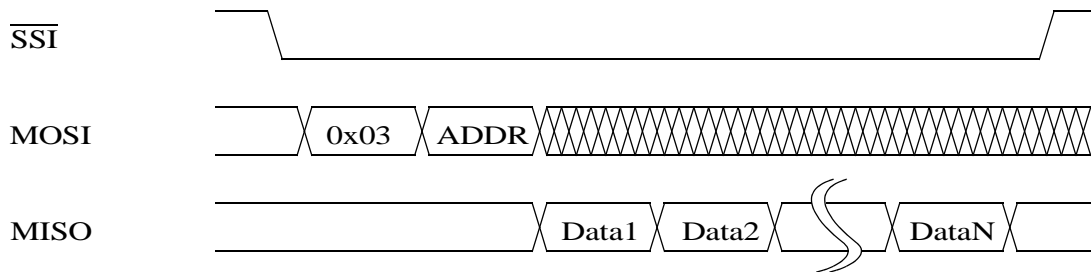 SSI
MOSI 0x03 ADDR
MISO Data1 Data2 DataN